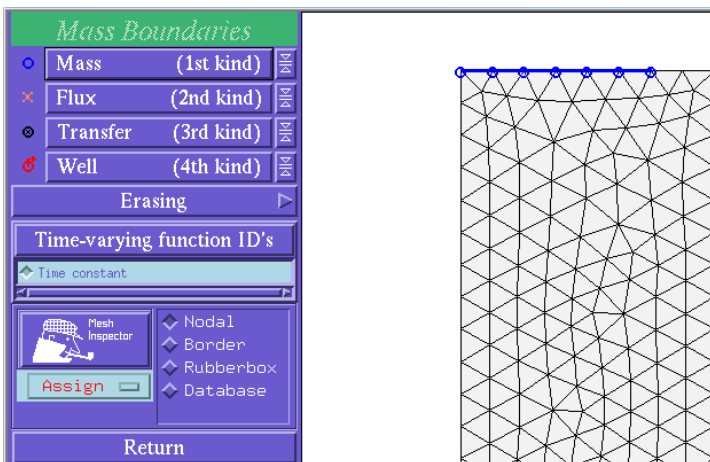 Mass Boundaries
Mass (1st kind)
Flux (2nd kind)
Transfer (3rd kind)
Well (4th kind)
Erasing
Time-varying function ID's
Time constant
Mesh
Inspector
Assign
Nodal
Border
Rubberbox
Database
Return